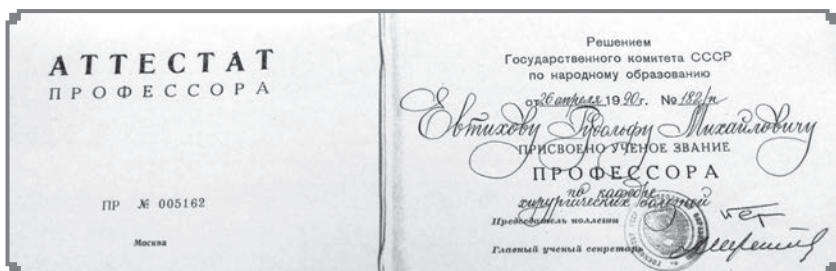 АТТЕСТАТ
ПРОФЕССОРА
ПР № 005162
Москва
Решением
Государственного комитета СССР
по народному образованию
от 26 апреля 1990 г. № 182/п
Евтихову Рудольфу Михайловичу
ПРИСВОЕНО УЧЕНОЕ ЗВАНИЕ
ПРОФЕССОРА
по кафедре
хирургических болезней
Председатель коллегии
Главный ученый секретарь